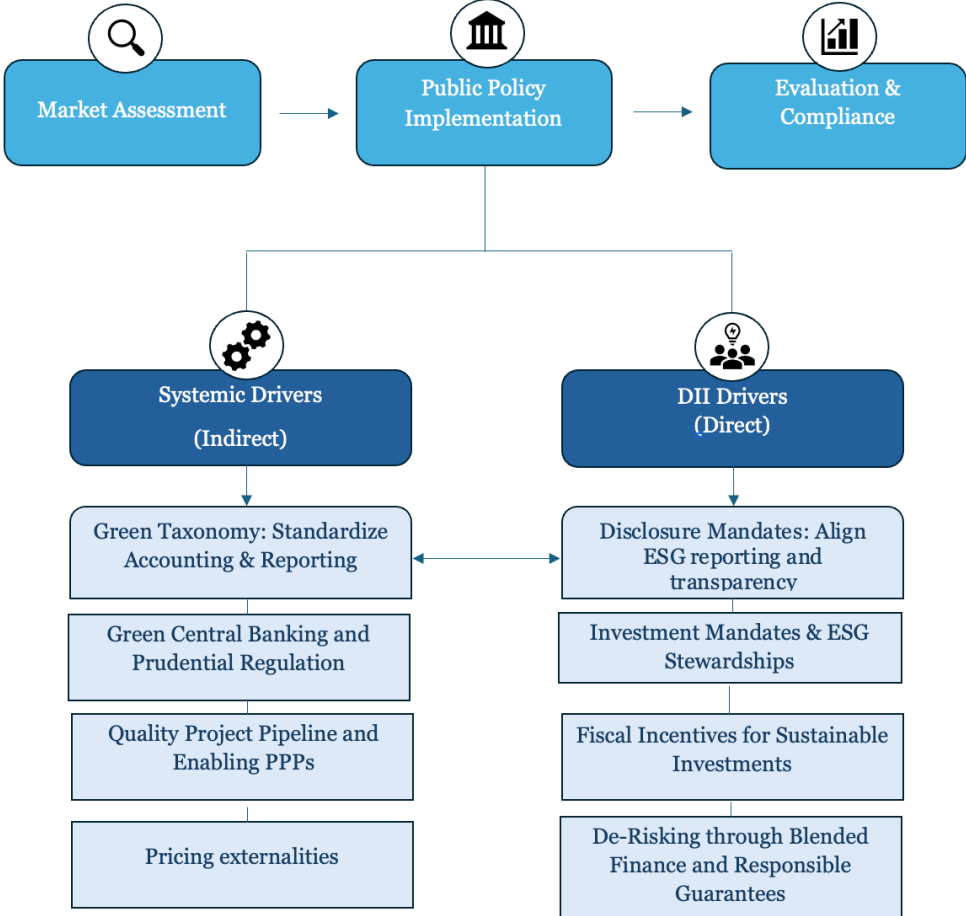 Market Assessment
Public Policy
Implementation
Evaluation &
Compliance
Systemic Drivers
(Indirect)
DII Drivers
(Direct)
Green Taxonomy: Standardize
Accounting & Reporting
Disclosure Mandates: Align
ESG reporting and
transparency
Green Central Banking and
Prudential Regulation
Investment Mandates & ESG
Stewardships
Quality Project Pipeline and
Enabling PPPs
Fiscal Incentives for Sustainable
Investments
Pricing externalities
De-Risking through Blended
Finance and Responsible
Guarantees